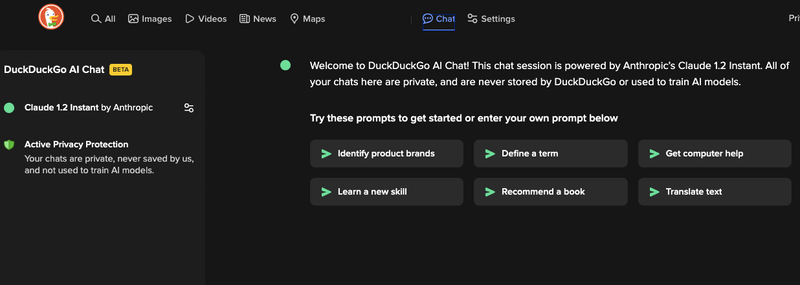 All Images Videos News Maps Chat Settings
DuckDuckGo AI Chat BETA
Claude 1.2 Instant by Anthropic
Active Privacy Protection
Your chats are private, never saved by us,
and not used to train AI models.
Welcome to DuckDuckGo AI Chat! This chat session is powered by Anthropic's Claude 1.2 Instant. All of
your chats here are private, and are never stored by DuckDuckGo or used to train AI models.
Try these prompts to get started or enter your own prompt below
Identify product brands Define a term Get computer help
Learn a new skill Recommend a book Translate text